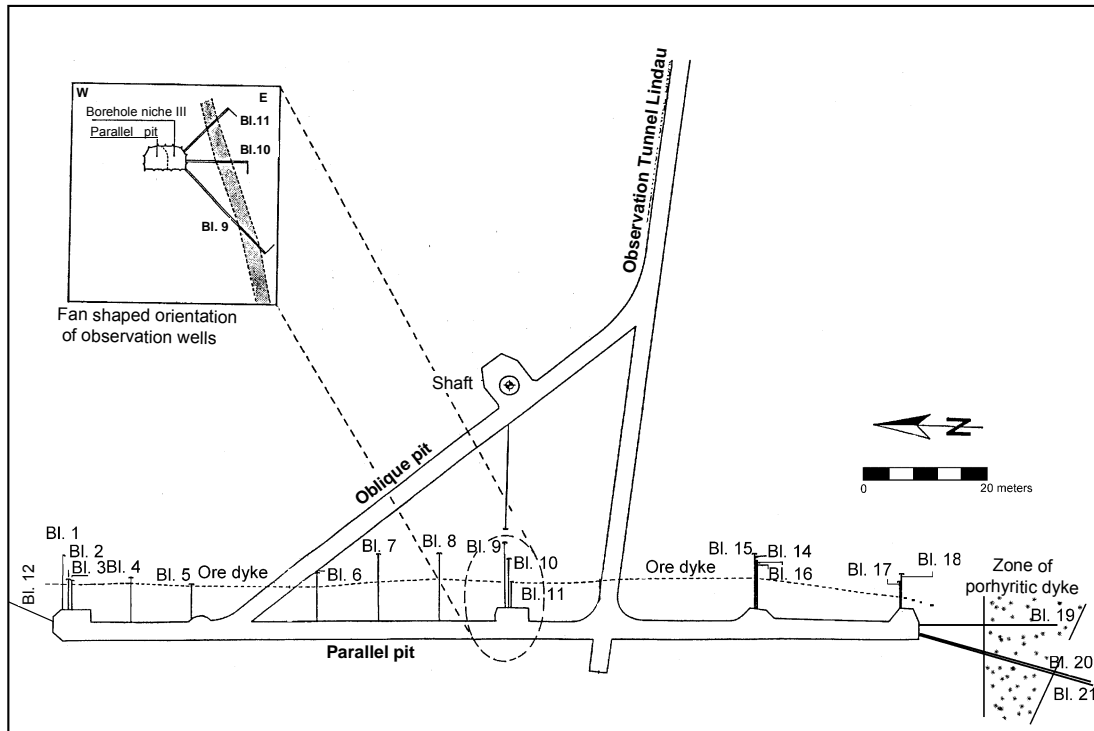 W
E
Borehole niche III
Parallel pit
Bl.11
Bl.10
Bl. 9
Fan shaped orientation
of observation wells
Observation Tunnel Lindau
Shaft
Oblique pit
N
0
20 meters
Bl. 1
Bl. 2
Bl. 3
Bl. 4
Bl. 12
Bl. 5
Ore dyke
Bl. 6
Bl. 7
Bl. 8
Bl. 9
Bl. 10
Bl. 11
Ore dyke
Bl. 15
Bl. 14
Bl. 16
Bl. 17
Bl. 18
Zone of
porhyritic dyke
Bl. 19
Bl. 20
Bl. 21
Parallel pit